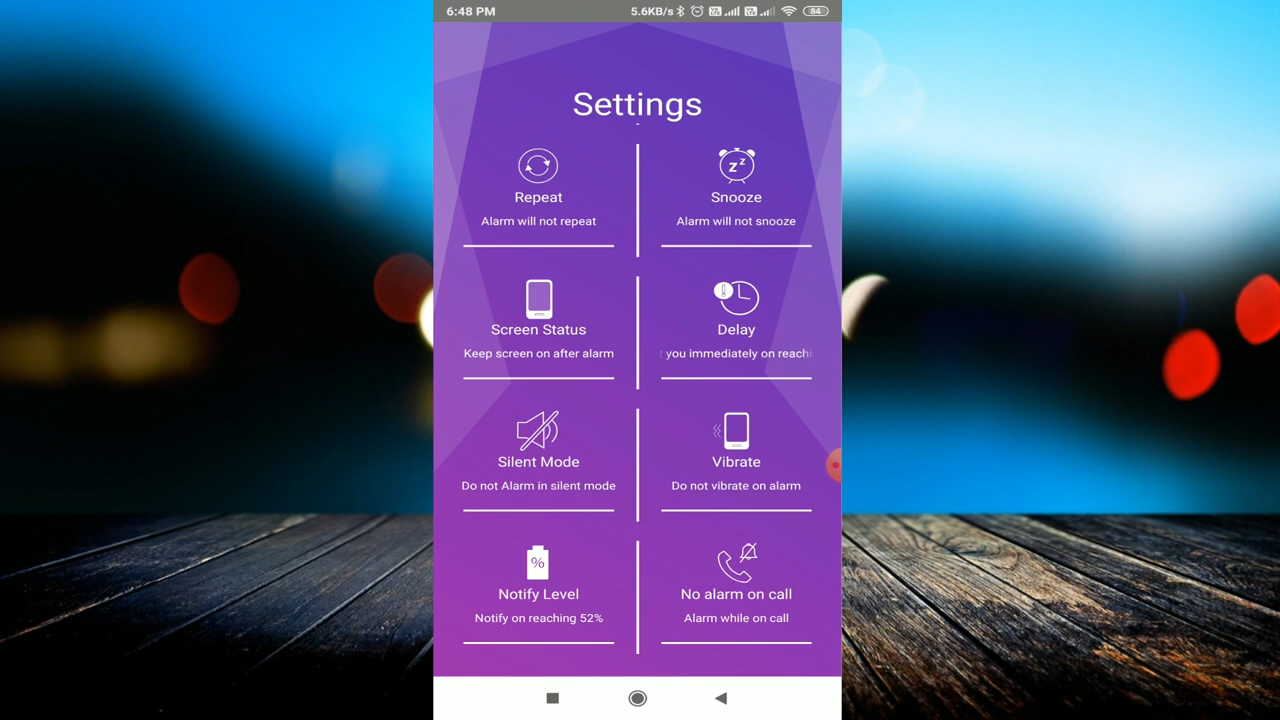 6:48 PM
5.6KB/s
84
Settings
Repeat
Alarm will not repeat
Snooze
Alarm will not snooze
Screen Status
Keep screen on after alarm
Delay
you immediately on
Silent Mode
Do not Alarm in silent mode
Vibrate
Do not vibrate on alarm
%
Notify Level
Notify on reaching 52%
No alarm on call
Alarm while on call